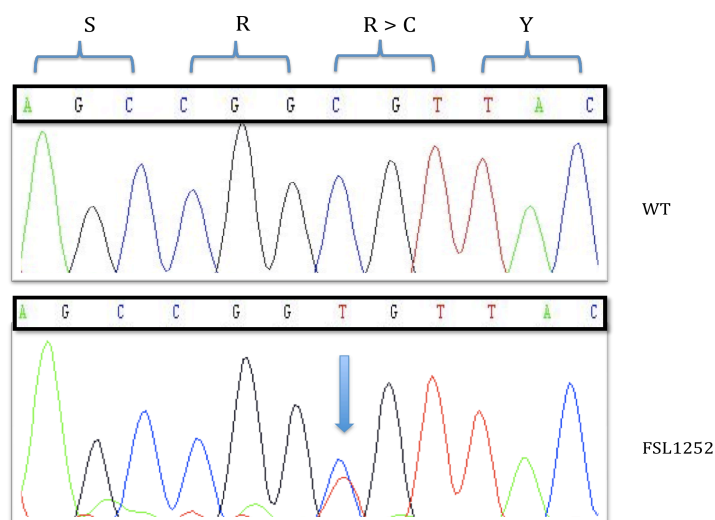 S R R > C Y
A G C C G G C G T T A C
WT
A G C C G G T G T T A C
FSL1252